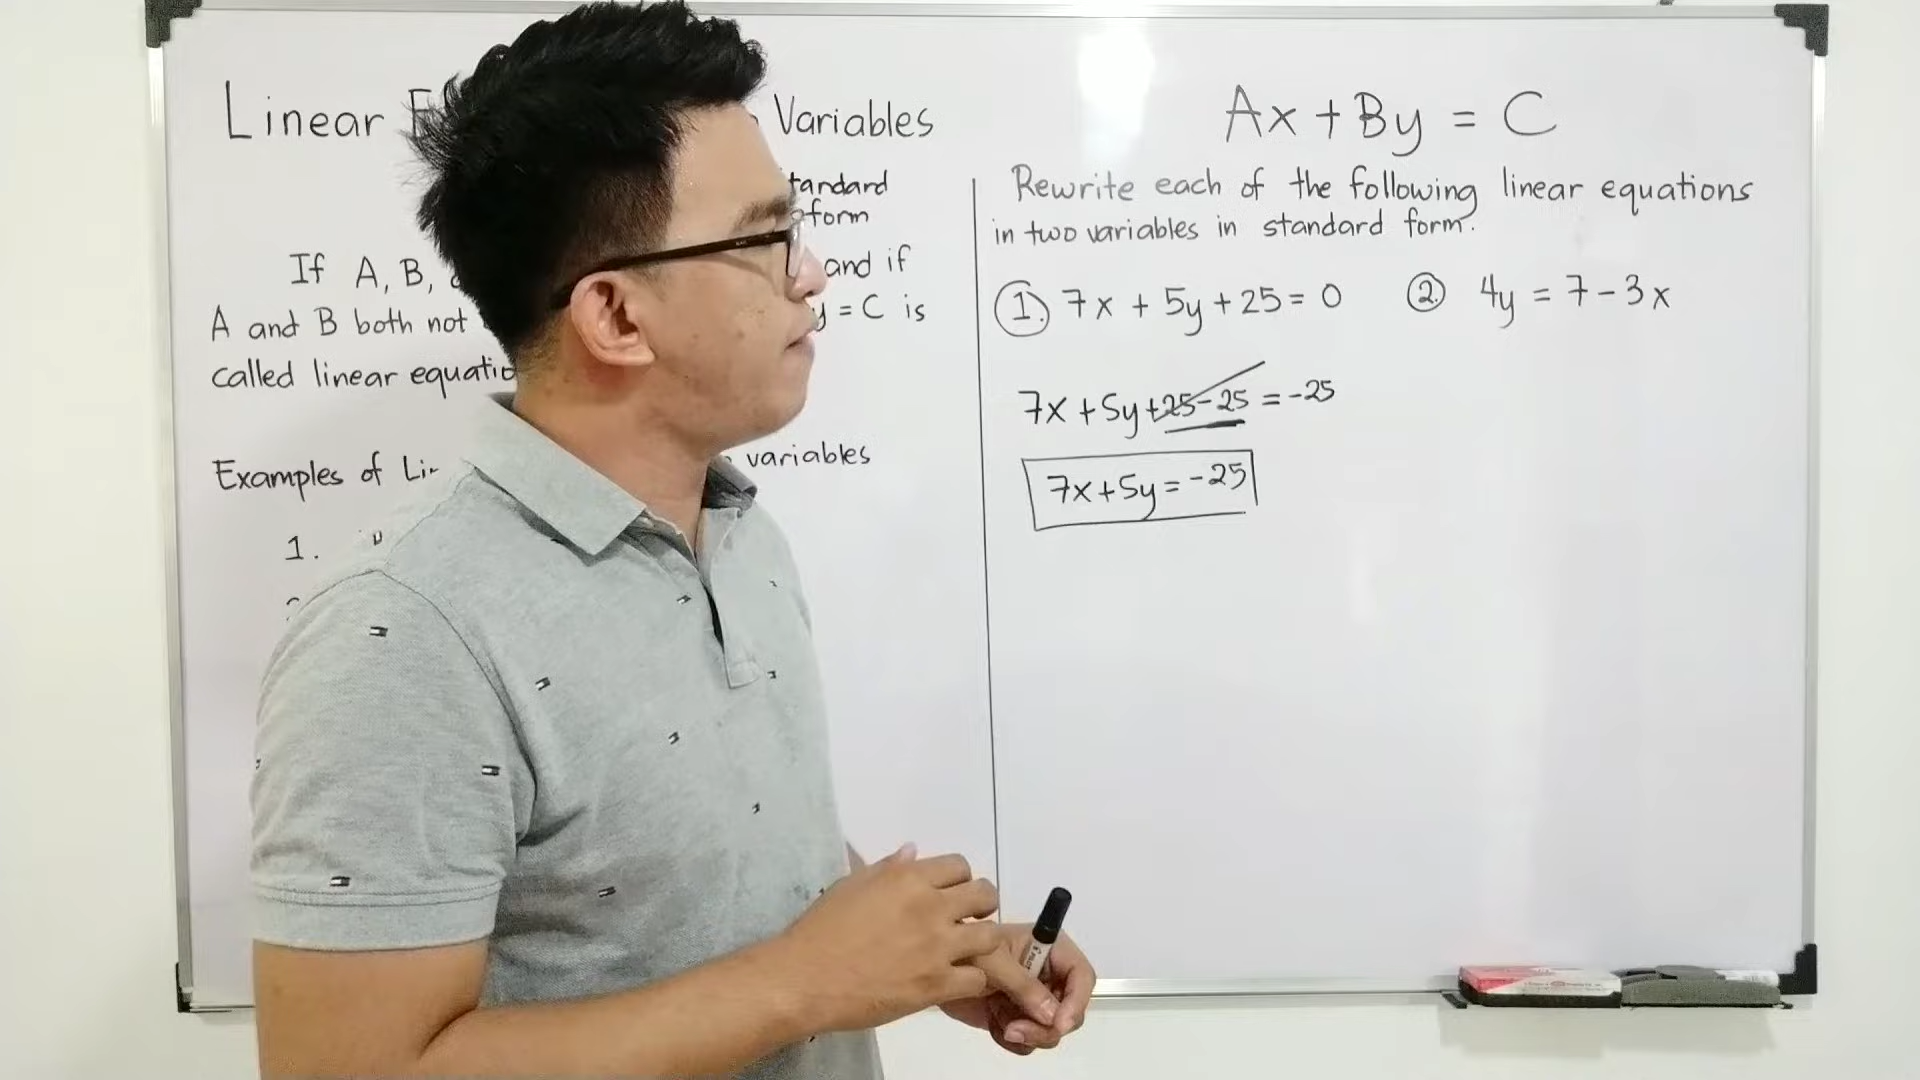 Linear Variables
tandard
form
If A, B, and if
A and B both not y = C is
called linear equatio
Examples of Li variables
1.
Ax + By = C
Rewrite each of the following linear equations
in two variables in standard form.
1. 7x + 5y + 25 = 0
7x + 5y + 25 - 25 = -25
7x + 5y = -25
2. 4y = 7 - 3x